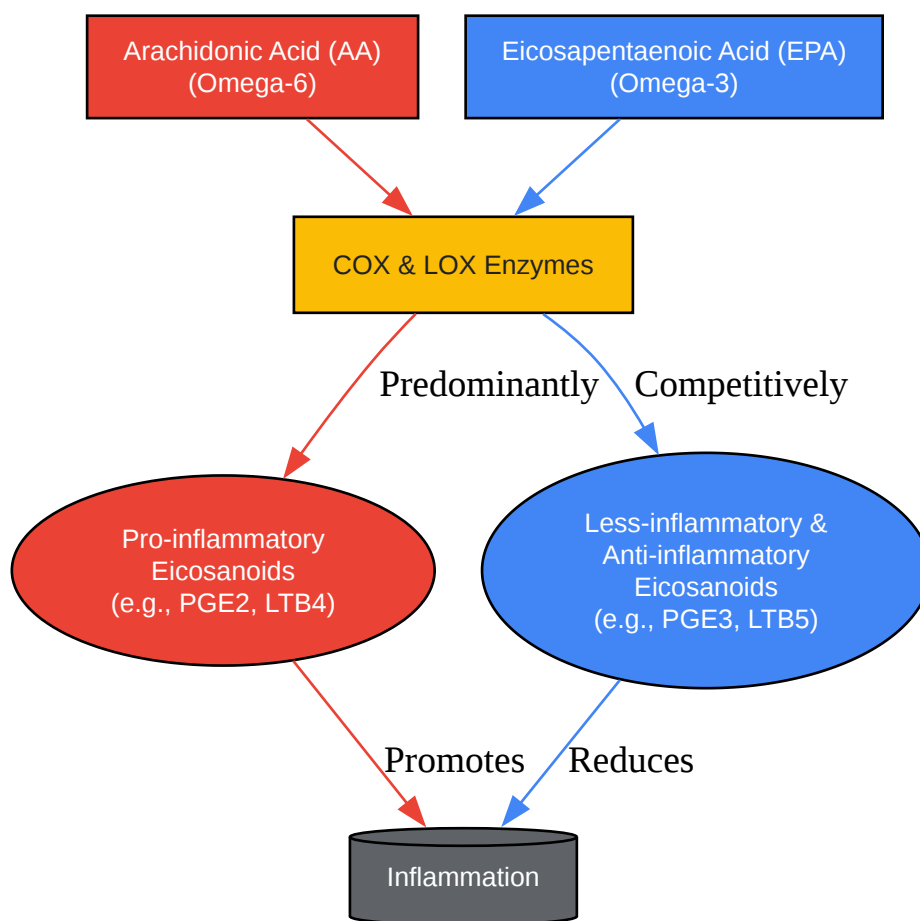 Arachidonic Acid (AA)
(Omega-6)
Eicosapentaenoic Acid (EPA)
(Omega-3)
COX & LOX Enzymes
Predominantly
Competitively
Pro-inflammatory
Eicosanoids
(e.g., PGE2, LTB4)
Less-inflammatory &
Anti-inflammatory
Eicosanoids
(e.g., PGE3, LTB5)
Promotes
Reduces
Inflammation